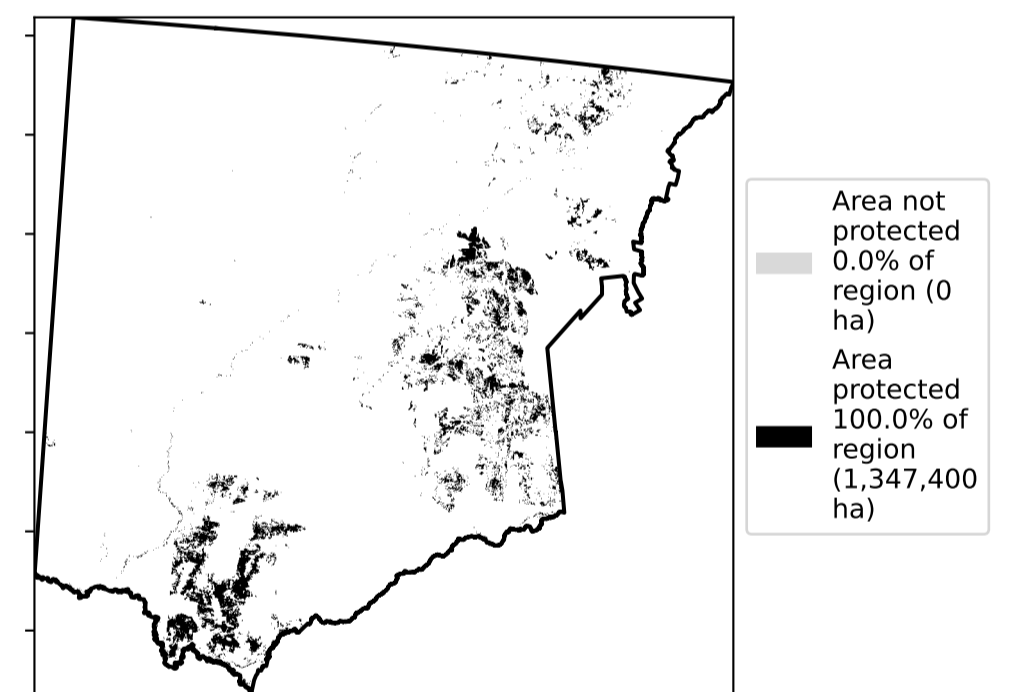 Area not
protected
0.0% of
region (0
ha)
Area
protected
100.0% of
region
(1,347,400
ha)